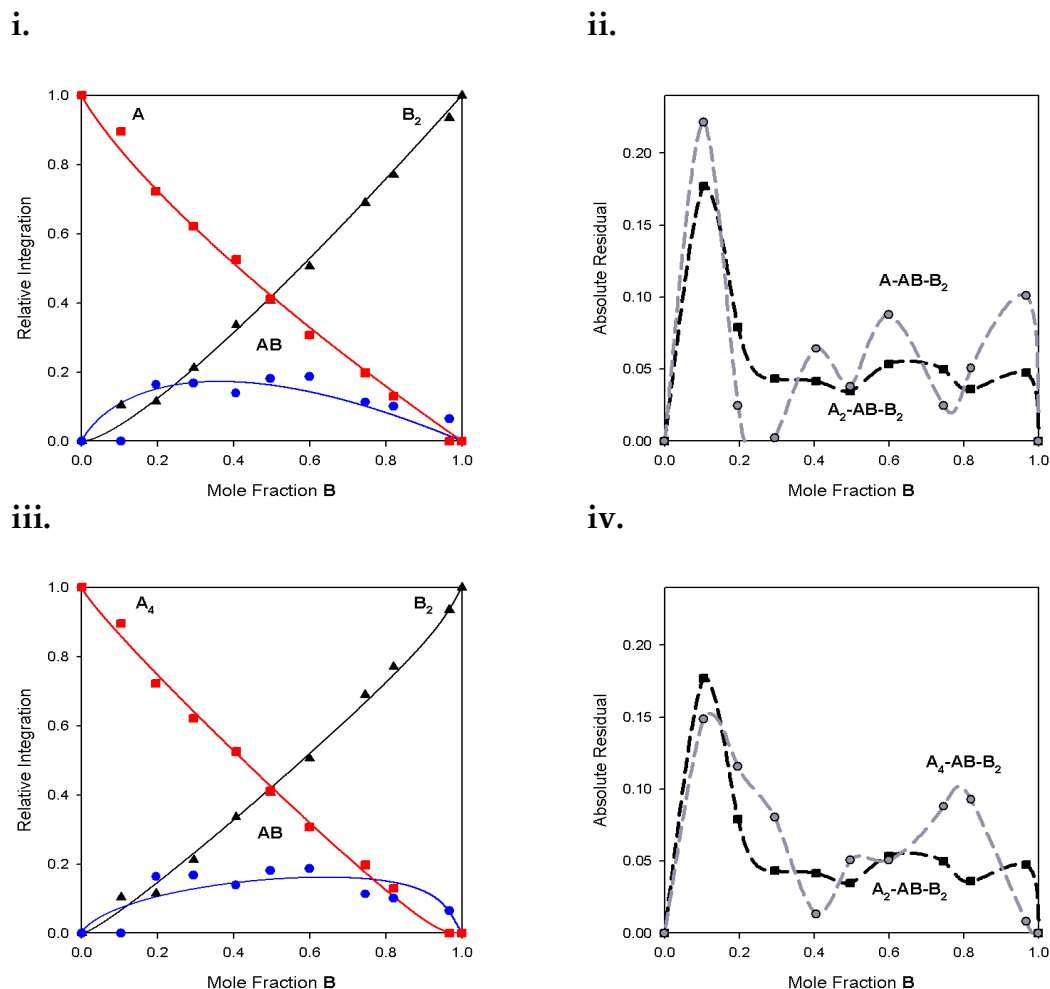 i.
1.0
0.8
0.6
0.4
0.2
0.0
Relative Integration
A
B₂
AB
0.0 0.2 0.4 0.6 0.8 1.0
Mole Fraction B
ii.
0.20
0.15
0.10
0.05
0.00
Absolute Residual
A-AB-B₂
A₂-AB-B₂
0.0 0.2 0.4 0.6 0.8 1.0
Mole Fraction B
iii.
1.0
0.8
0.6
0.4
0.2
0.0
Relative Integration
A₄
B₂
AB
0.0 0.2 0.4 0.6 0.8 1.0
Mole Fraction B
iv.
0.20
0.15
0.10
0.05
0.00
Absolute Residual
A₄-AB-B₂
A₂-AB-B₂
0.0 0.2 0.4 0.6 0.8 1.0
Mole Fraction B